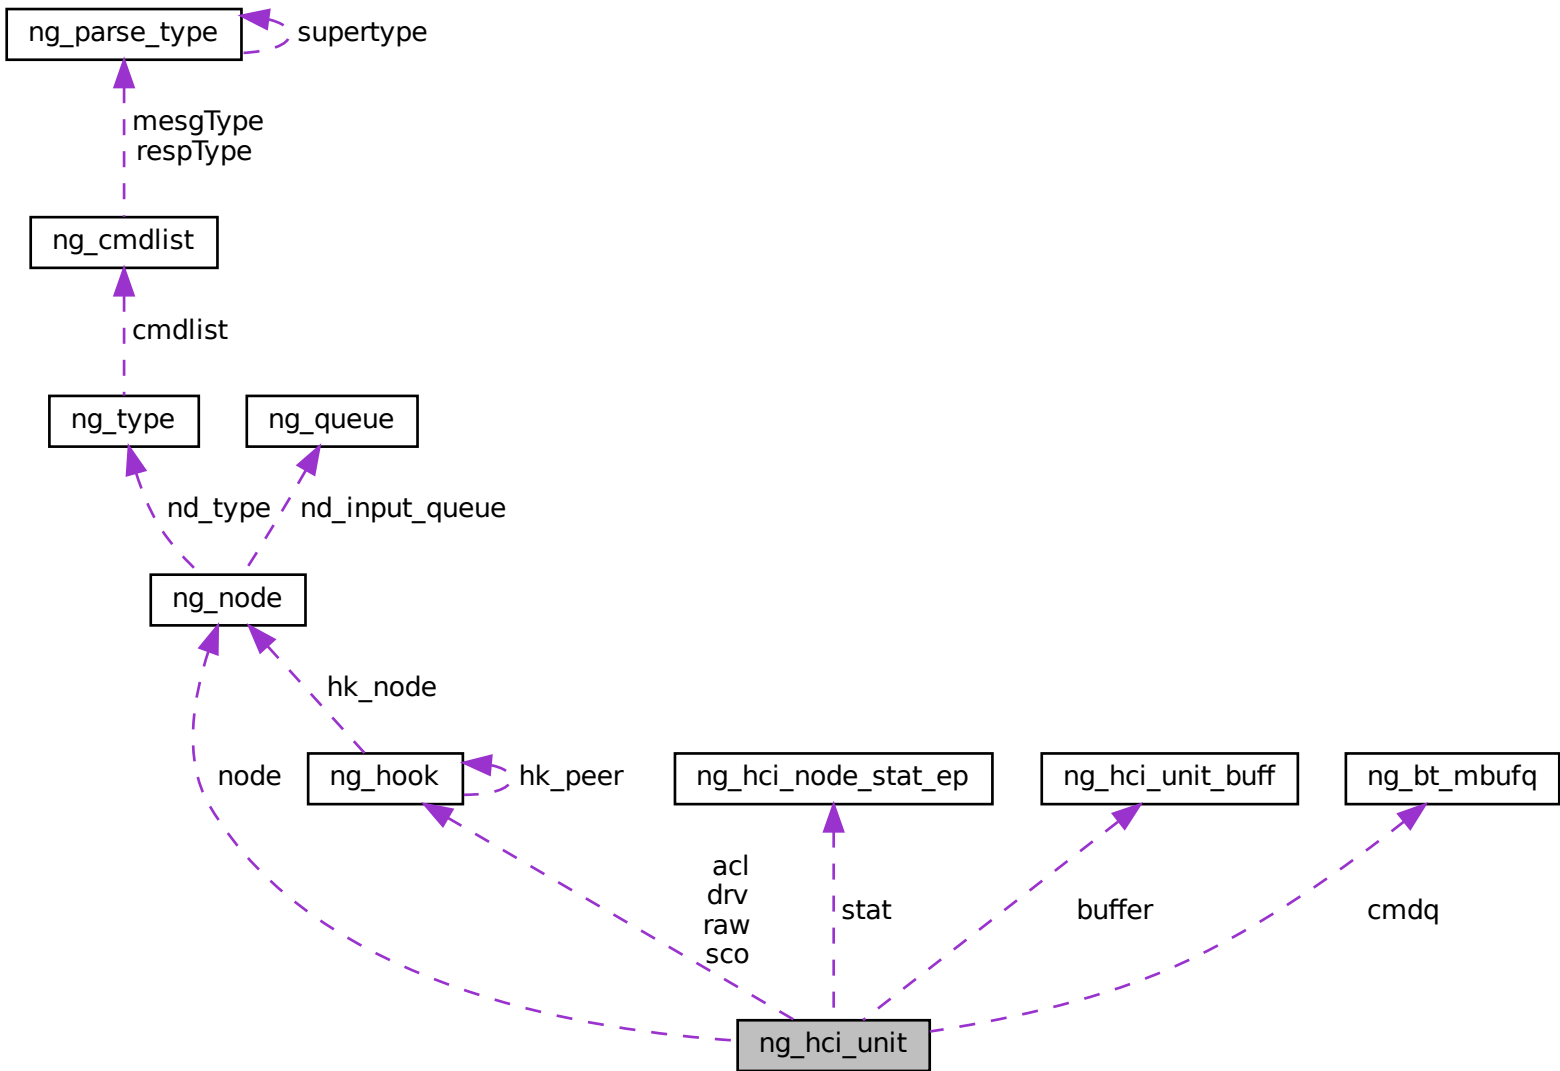 ng_parse_type
supertype
mesgType
respType
ng_cmdlist
cmdlist
ng_type
ng_queue
nd_type
nd_input_queue
ng_node
hk_node
node
ng_hook
hk_peer
ng_hci_node_stat_ep
ng_hci_unit_buff
ng_bt_mbufq
acl
drv
raw
sco
stat
buffer
cmdq
ng_hci_unit